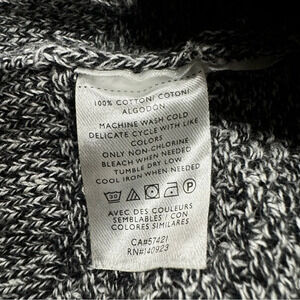 100% COTTON/ COTON/
ALGODON
MACHINE WASH COLD
DELICATE CYCLE WITH LIKE
COLORS
ONLY NON-CHLORINE
BLEACH WHEN NEEDED
TUMBLE DRY LOW
COOL IRON WHEN NEEDED
30 P
AVEC DES COULEURS
SEMBLABLES / CON
COLORES SIMILARES
CA#57421
RN#140923